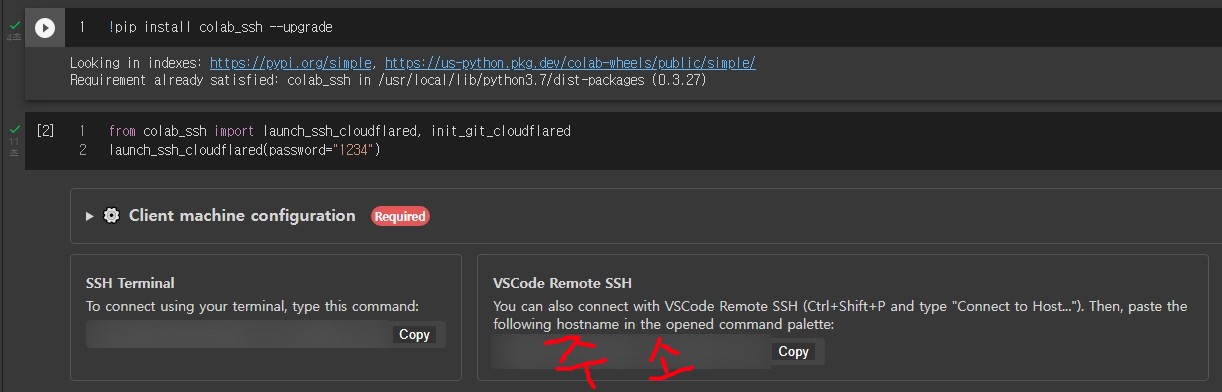 1 !pip install colab_ssh --upgrade
4초
Looking in indexes: https://pypi.org/simple, https://us-python.pkg.dev/colab-wheels/public/simple/
Requirement already satisfied: colab_ssh in /usr/local/lib/python3.7/dist-packages (0.3.27)
[2] 1 from colab_ssh import launch_ssh_cloudflared, init_git_cloudflared
11초
2 launch_ssh_cloudflared(password="1234")
Client machine configuration Required
SSH Terminal
To connect using your terminal, type this command:
Copy
VSCode Remote SSH
You can also connect with VSCode Remote SSH (Ctrl+Shift+P and type "Connect to Host..."). Then, paste the
following hostname in the opened command palette:
주소 Copy